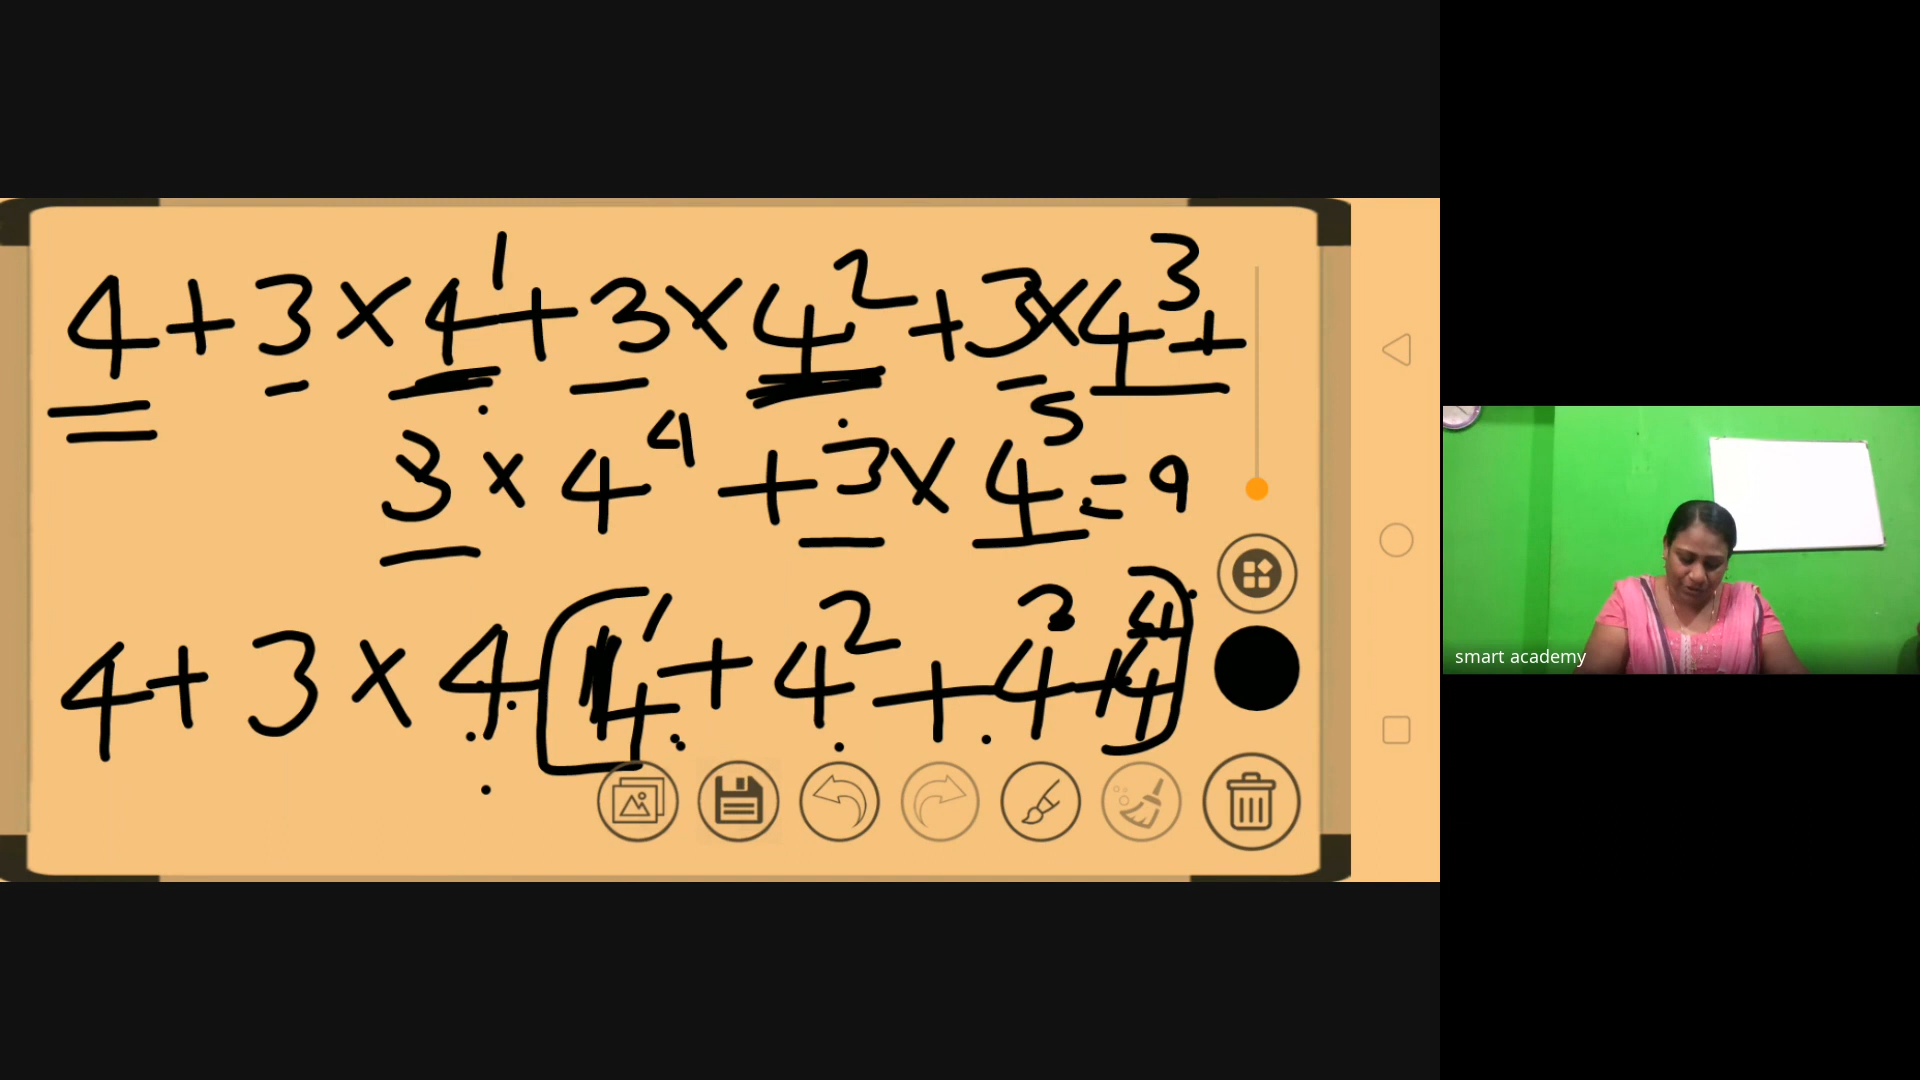 4 + 3 × 4¹ + 3 × 4² + 3 × 4³ +
3 × 4⁴ + 3 × 4⁵ = 9
4 + 3 × 4 [4¹ + 4² + 4³ + 4⁴]
smart academy